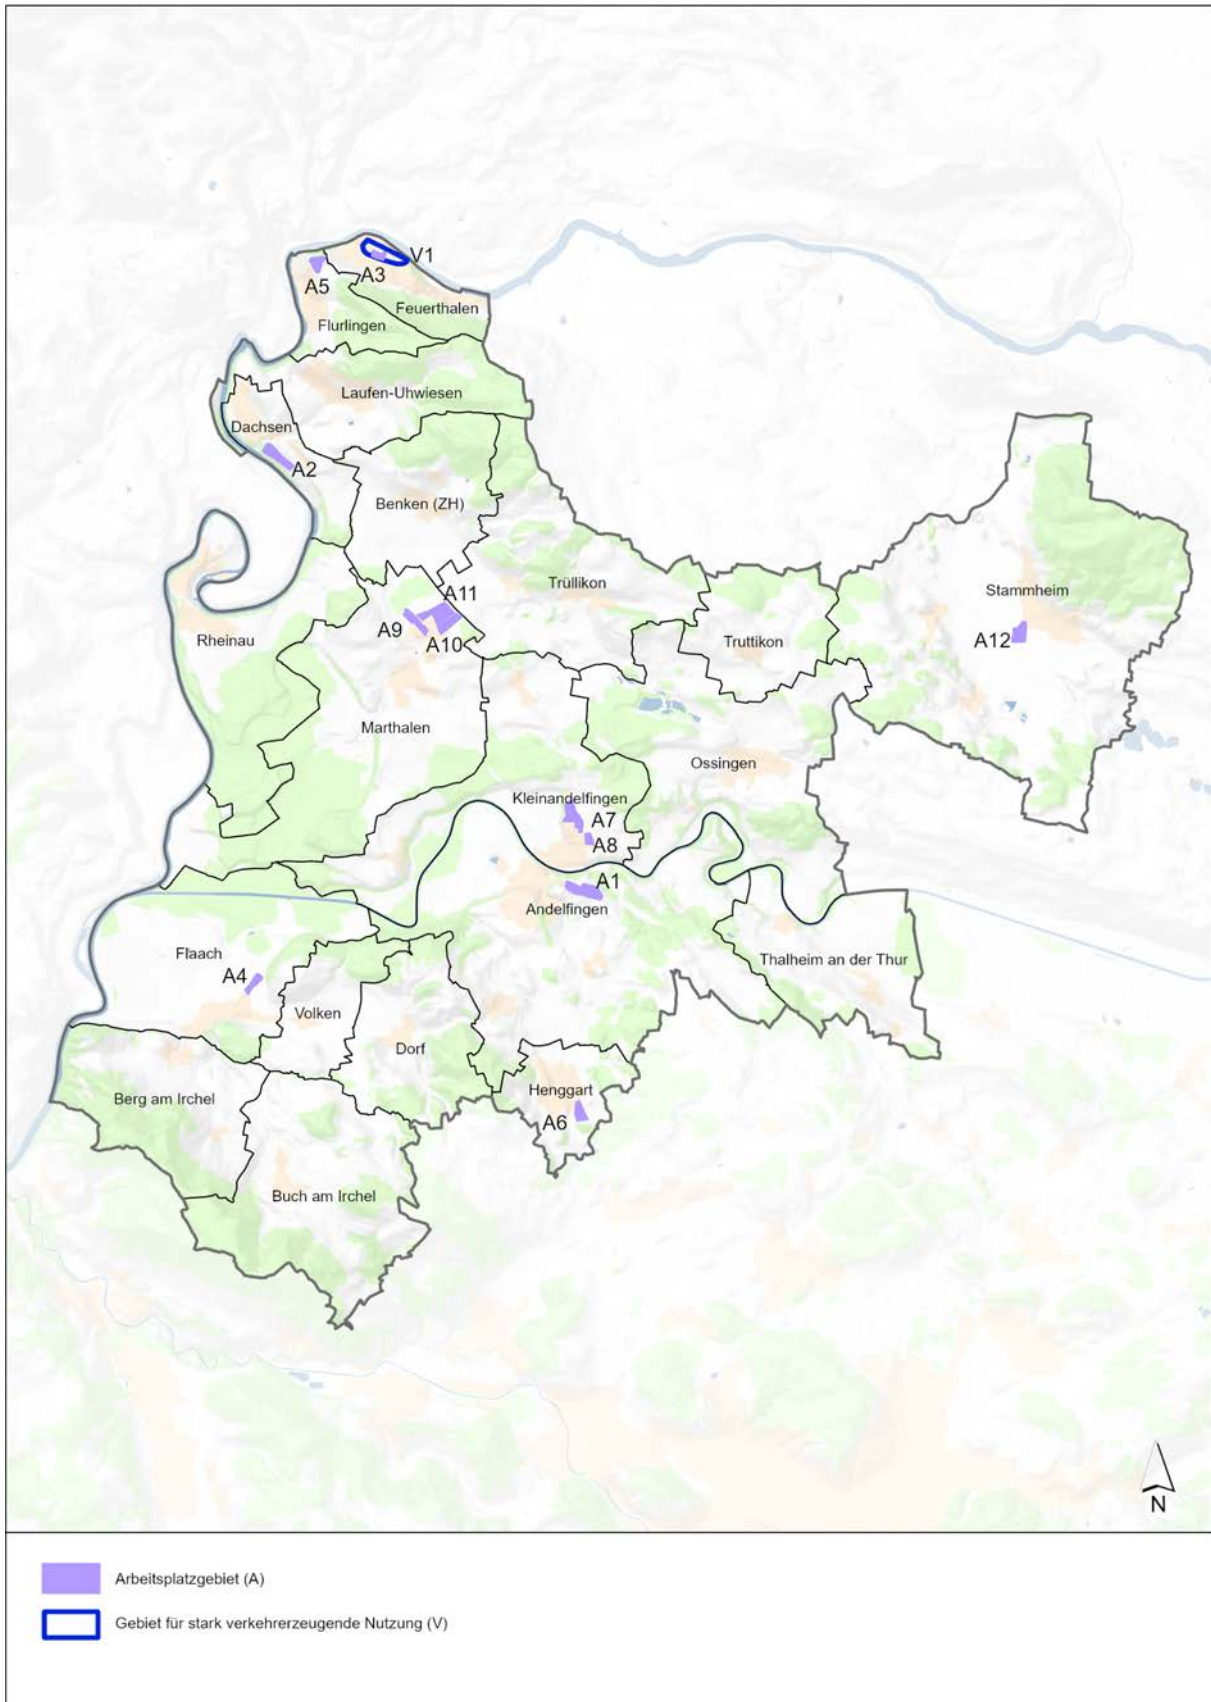 V1
A3
A5
Feuerthalen
Flurlingen
Laufen-Uhwiesen
Dachsen
A2
Benken (ZH)
Trüllikon
A11
Stammheim
A9
A10
Rheinau
Truttikon
A12
Marthalen
Ossingen
Kleinandelfingen
A7
A8
A1
Andelfingen
Flaach
Thalheim an der Thur
A4
Volken
Dorf
Henggart
Berg am Irchel
A6
Buch am Irchel
N
Arbeitsplatzgebiet (A)
Gebiet für stark verkehrerzeugende Nutzung (V)